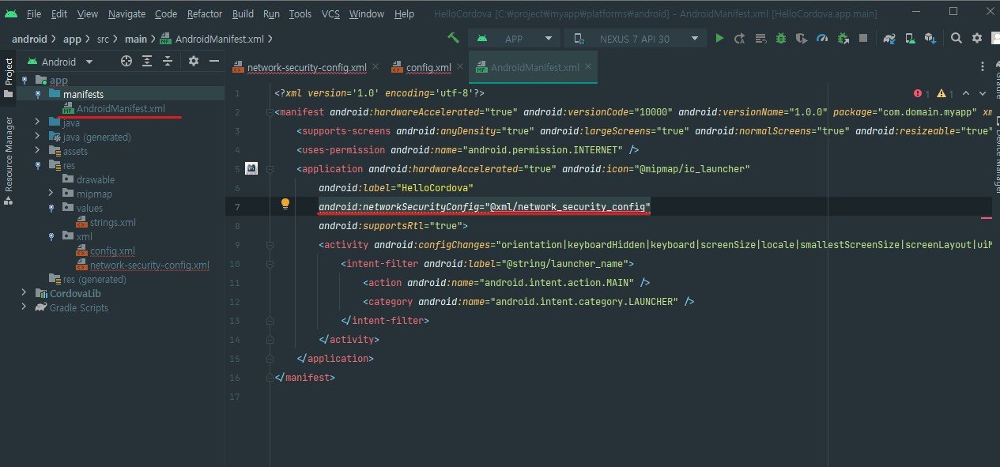 File Edit View Navigate Code Refactor Build Run Tools VCS Window Help HelloCordova [C:₩project₩myapp₩platforms₩android] - AndroidManifest.xml [HelloCordova.app.main]
android app src main AndroidManifest.xml
APP NEXUS 7 API 30
Project
Resource Manager
Android
app
manifests
AndroidManifest.xml
java
java (generated)
assets
res
drawable
mipmap
values
strings.xml
xml
config.xml
network-security-config.xml
res (generated)
CordovaLib
Gradle Scripts
network-security-config.xml config.xml AndroidManifest.xml
1 <?xml version='1.0' encoding='utf-8'?>
1 1
2 <manifest android:hardwareAccelerated="true" android:versionCode="10000" android:versionName="1.0.0" package="com.domain.myapp" xm
3 <supports-screens android:anyDensity="true" android:largeScreens="true" android:normalScreens="true" android:resizeable="true"
4 <uses-permission android:name="android.permission.INTERNET" />
5 <application android:hardwareAccelerated="true" android:icon="@mipmap/ic_launcher"
6 android:label="HelloCordova"
7 android:networkSecurityConfig="@xml/network_security_config"
8 android:supportsRtl="true">
9 <activity android:configChanges="orientation|keyboardHidden|keyboard|screenSize|locale|smallestScreenSize|screenLayout|uiM
10 <intent-filter android:label="@string/launcher_name">
11 <action android:name="android.intent.action.MAIN" />
12 <category android:name="android.intent.category.LAUNCHER" />
13 </intent-filter>
14 </activity>
15 </application>
16 </manifest>
17